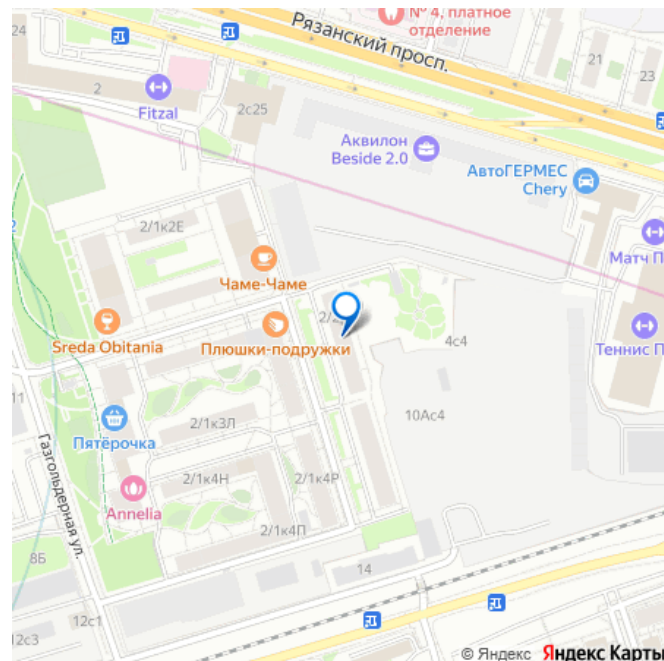 № 4, платное
отделение
Рязанский просп.
21
23
2
Fitzal
2с25
Аквилон
Beside 2.0
АвтоГЕРМЕС
Chery
2/1к2Е
Матч П
Чаме-Чаме
2/2
Sreda Obitania
Плюшки-подружки
4с4
Теннис П
11
10Ас4
Пятёрочка
2/1к3Л
Газгольдерная ул.
2/1к4Н
2/1к4Р
Annelia
2/1к4П
8Б
14
12с1
12с3
© Яндекс Яндекс Карты